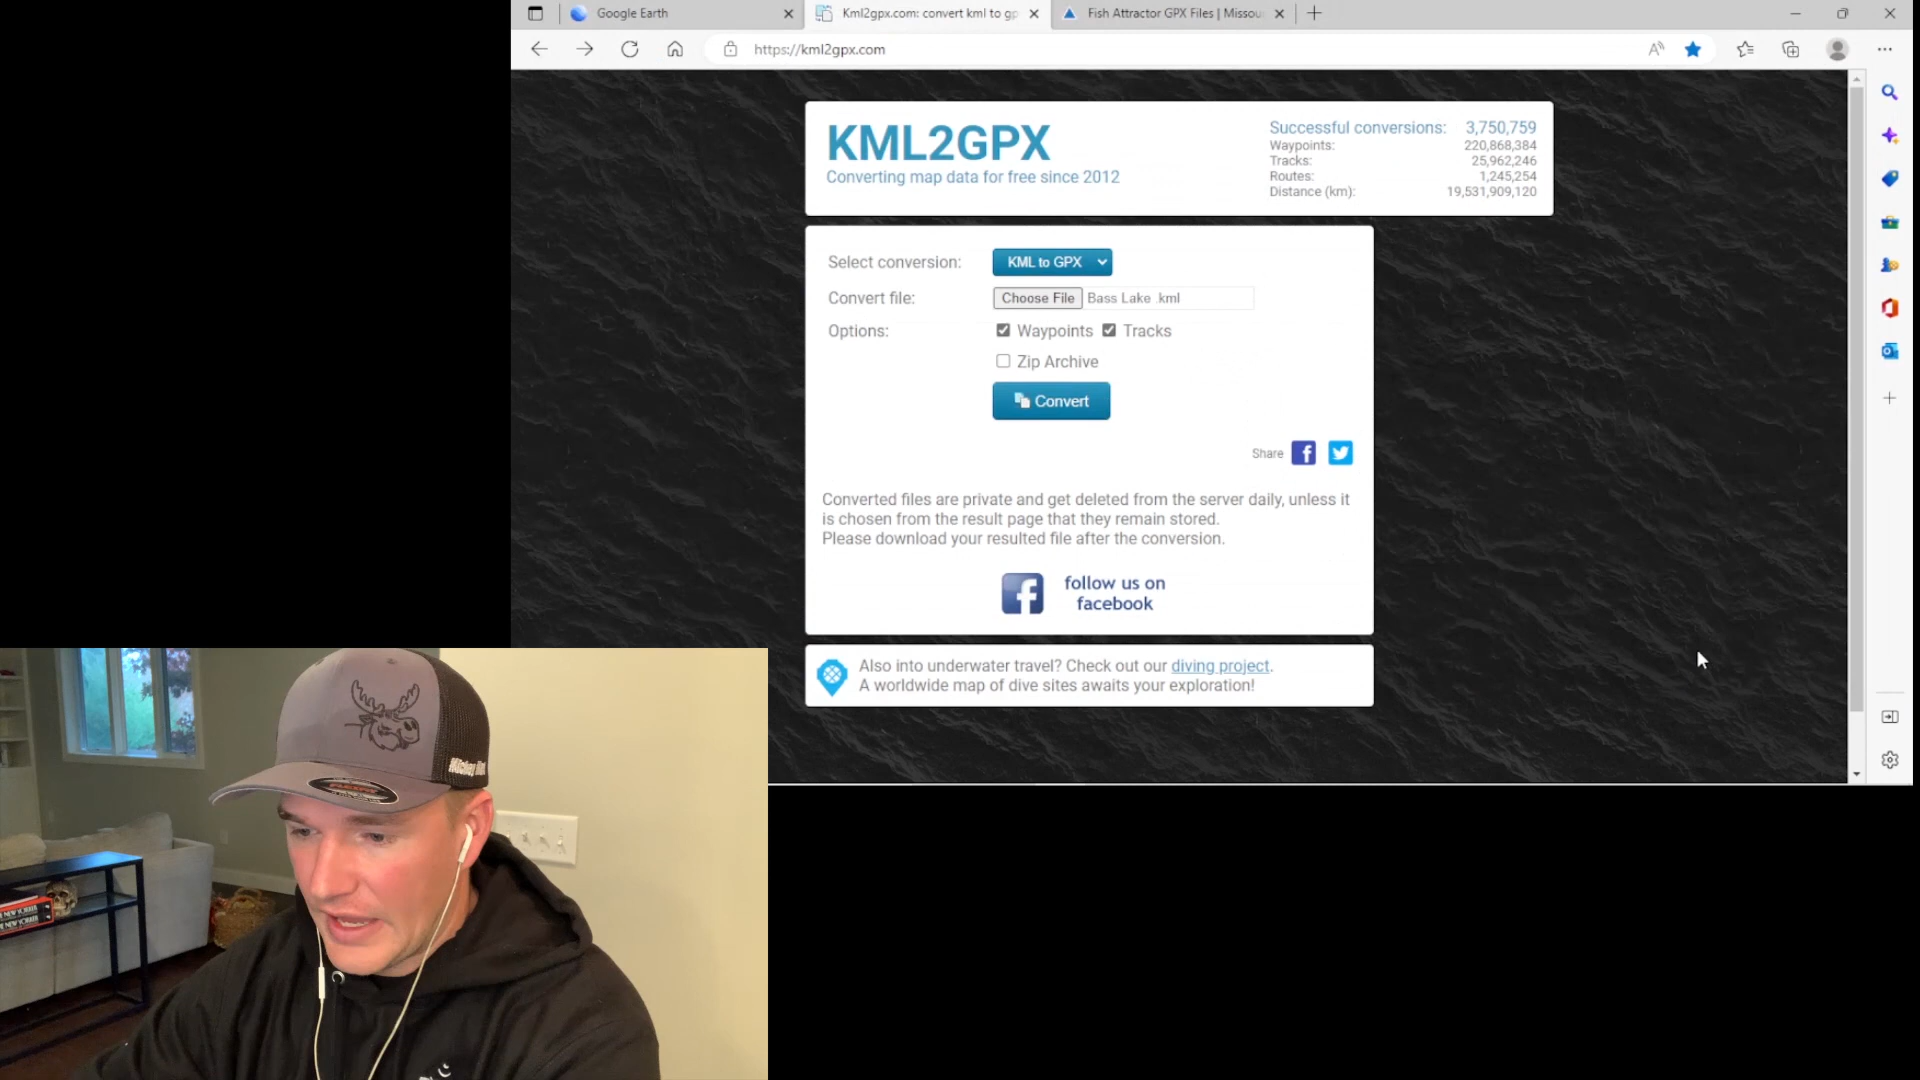 Google Earth
Kml2gpx.com: convert kml to gp
Fish Attractor GPX Files | Missou
https://kml2gpx.com
KML2GPX
Converting map data for free since 2012
Successful conversions: 3,750,759
Waypoints: 220,868,384
Tracks: 25,962,246
Routes: 1,245,254
Distance (km): 19,531,909,120
Select conversion: KML to GPX
Convert file: Choose File Bass Lake .kml
Options: Waypoints Tracks
Zip Archive
Convert
Share
Converted files are private and get deleted from the server daily, unless it
is chosen from the result page that they remain stored.
Please download your resulted file after the conversion.
follow us on
facebook
Also into underwater travel? Check out our diving project.
A worldwide map of dive sites awaits your exploration!
FLEXFIT